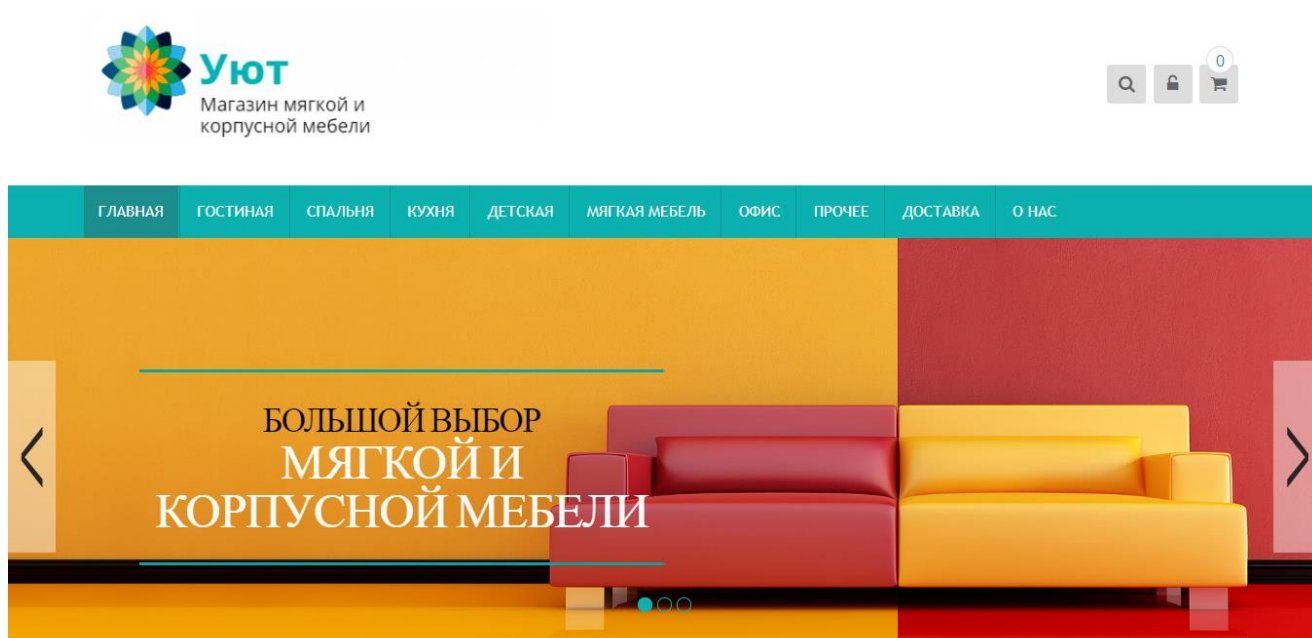 Уют
Магазин мягкой и
корпусной мебели
0
ГЛАВНАЯ ГОСТИНАЯ СПАЛЬНЯ КУХНЯ ДЕТСКАЯ МЯГКАЯ МЕБЕЛЬ ОФИС ПРОЧЕЕ ДОСТАВКА О НАС
БОЛЬШОЙ ВЫБОР
МЯГКОЙ И
КОРПУСНОЙ МЕБЕЛИ